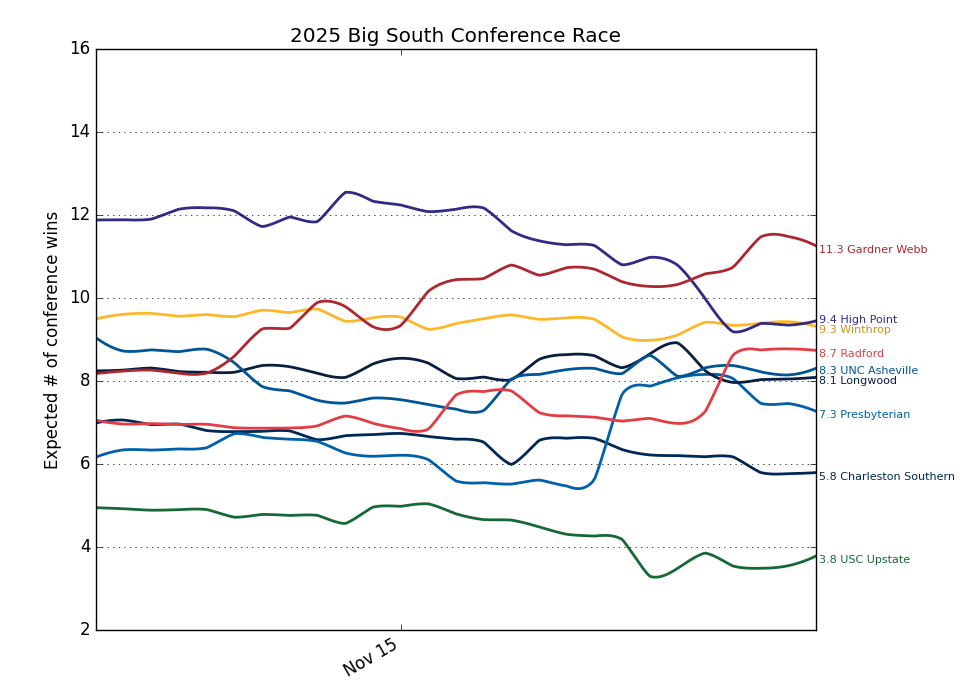 2025 Big South Conference Race
Expected # of conference wins
16
14
12
10
8
6
4
2
11.3 Gardner Webb
9.4 High Point
9.3 Winthrop
8.7 Radford
8.3 UNC Asheville
8.1 Longwood
7.3 Presbyterian
5.8 Charleston Southern
3.8 USC Upstate
Nov 15